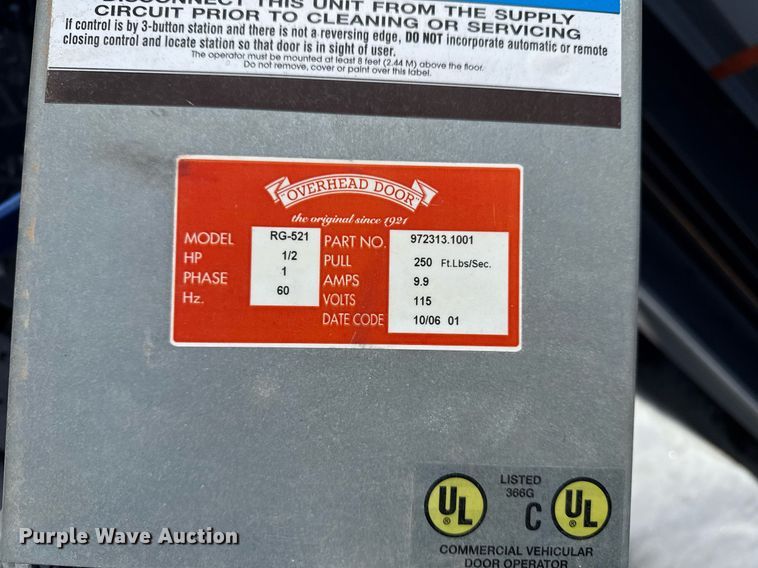 DISCONNECT THIS UNIT FROM THE SUPPLY
CIRCUIT PRIOR TO CLEANING OR SERVICING
If control is by 3-button station and there is not a reversing edge, DO NOT incorporate automatic or remote
closing control and locate station so that door is in sight of user.
The operator must be mounted at least 8 feet (2.44 M) above the floor.
Do not remove, cover or paint over this label.
"OVERHEAD DOOR"
the original since 1921
MODEL RG-521 PART NO. 972313.1001
HP 1/2 PULL 250 Ft.Lbs/Sec.
PHASE 1 AMPS 9.9
Hz. 60 VOLTS 115
DATE CODE 10/06 01
LISTED
366G
UL C UL
COMMERCIAL VEHICULAR
DOOR OPERATOR
Purple Wave Auction